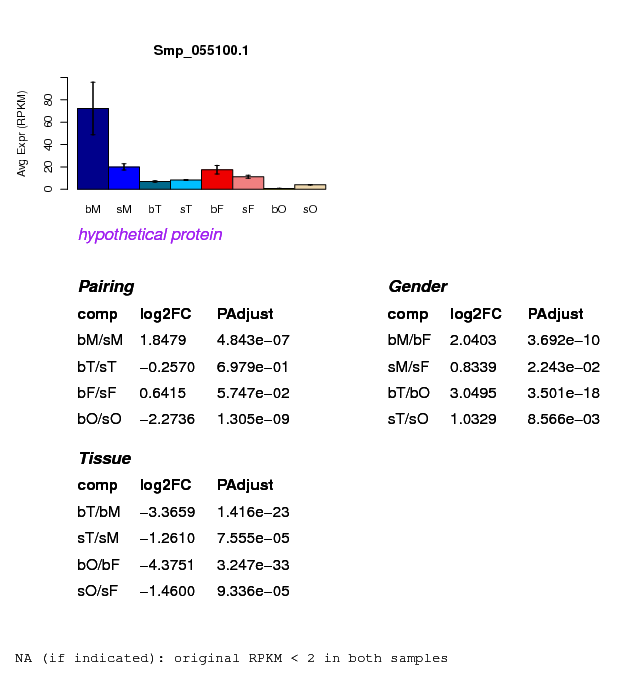 Smp_055100.1
Avg Expr (RPKM)
0 20 40 60 80
bM sM bT sT bF sF bO sO
hypothetical protein
Pairing
comp log2FC PAdjust
bM/sM 1.8479 4.843e−07
bT/sT −0.2570 6.979e−01
bF/sF 0.6415 5.747e−02
bO/sO −2.2736 1.305e−09
Gender
comp log2FC PAdjust
bM/bF 2.0403 3.692e−10
sM/sF 0.8339 2.243e−02
bT/bO 3.0495 3.501e−18
sT/sO 1.0329 8.566e−03
Tissue
comp log2FC PAdjust
bT/bM −3.3659 1.416e−23
sT/sM −1.2610 7.555e−05
bO/bF −4.3751 3.247e−33
sO/sF −1.4600 9.336e−05
NA (if indicated): original RPKM < 2 in both samples